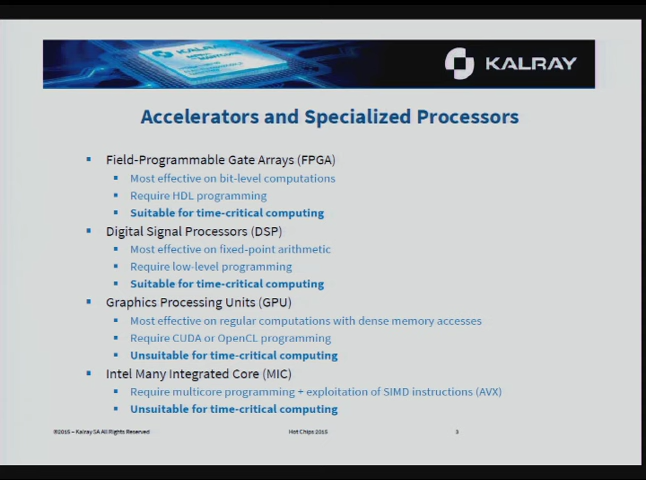 KALRAY
KALRAY
Accelerators and Specialized Processors
Field-Programmable Gate Arrays (FPGA)
Most effective on bit-level computations
Require HDL programming
Suitable for time-critical computing
Digital Signal Processors (DSP)
Most effective on fixed-point arithmetic
Require low-level programming
Suitable for time-critical computing
Graphics Processing Units (GPU)
Most effective on regular computations with dense memory accesses
Require CUDA or OpenCL programming
Unsuitable for time-critical computing
Intel Many Integrated Core (MIC)
Require multicore programming + exploitation of SIMD instructions (AVX)
Unsuitable for time-critical computing
©2015 – Kalray SA All Rights Reserved
Hot Chips 2015
3